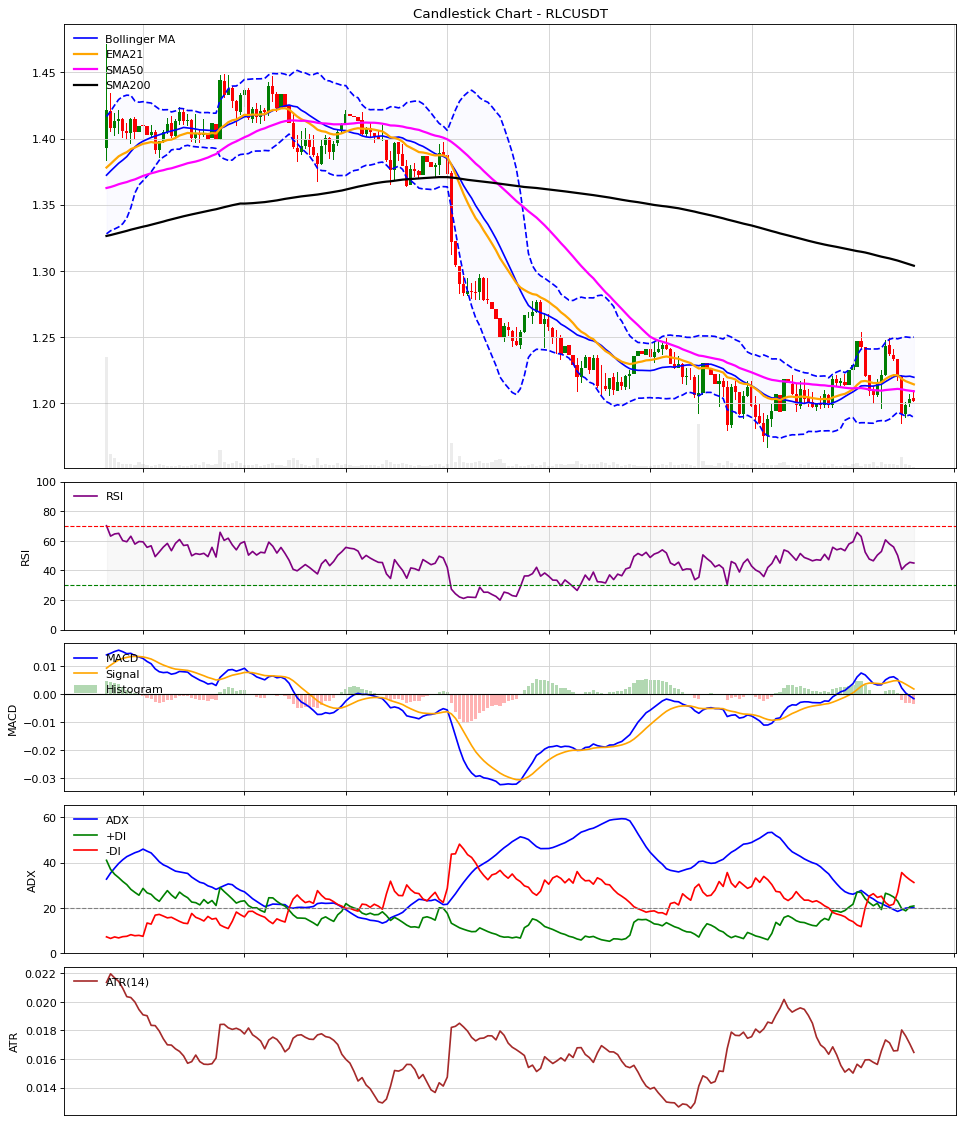 Candlestick Chart - RLCUSDT
Bollinger MA
EMA21
SMA50
SMA200
1.45
1.40
1.35
1.30
1.25
1.20
RSI
RSI
100
80
60
40
20
0
MACD
Signal
Histogram
MACD
0.01
0.00
−0.01
−0.02
−0.03
ADX
+DI
-DI
ADX
60
40
20
0
ATR(14)
ATR
0.022
0.020
0.018
0.016
0.014